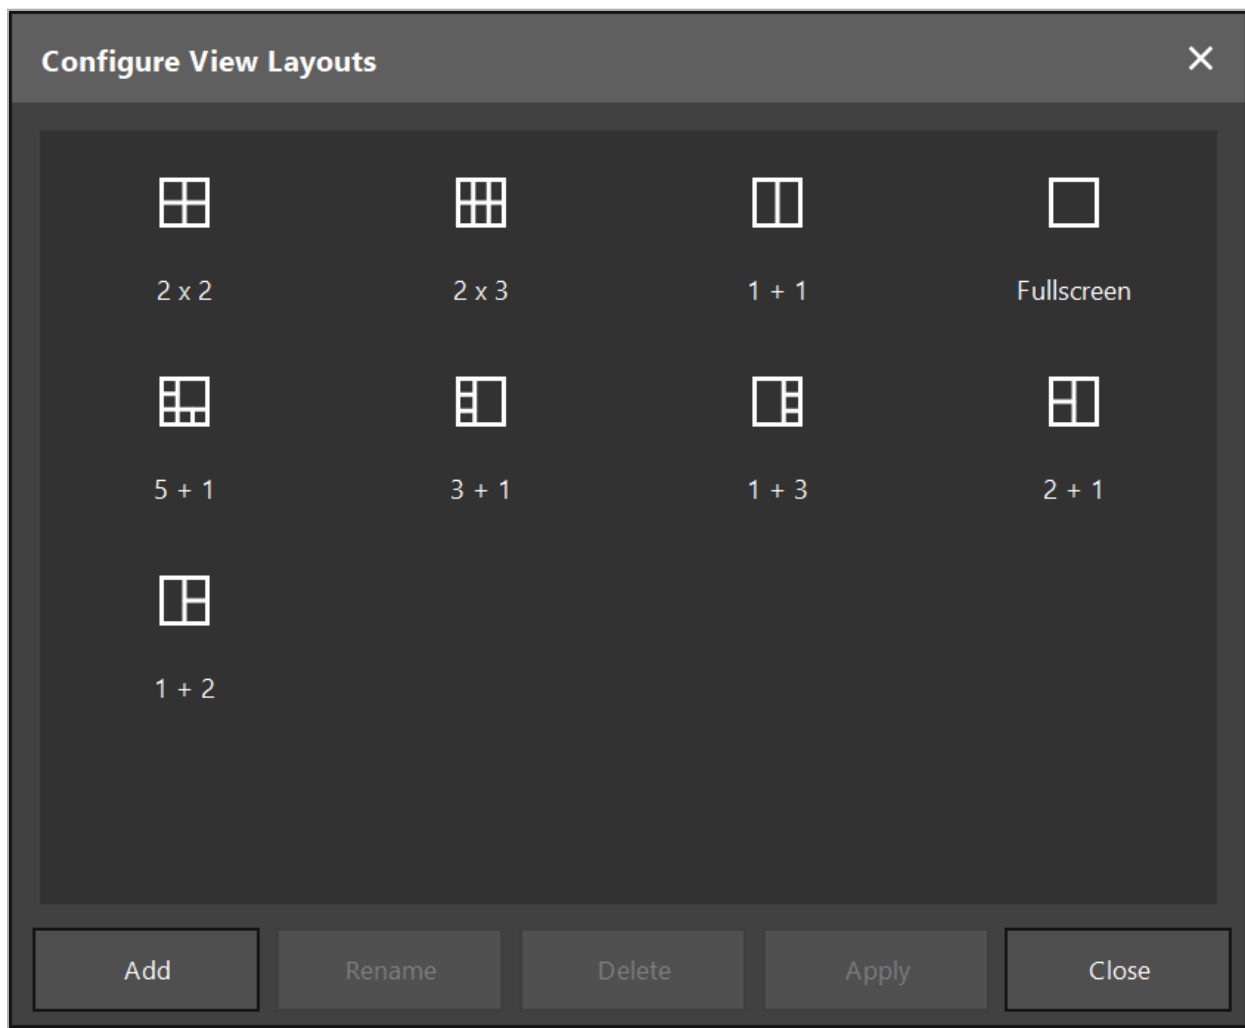 Configure View Layouts
2 x 2
2 x 3
1 + 1
Fullscreen
5 + 1
3 + 1
1 + 3
2 + 1
1 + 2
Add
Rename
Delete
Apply
Close